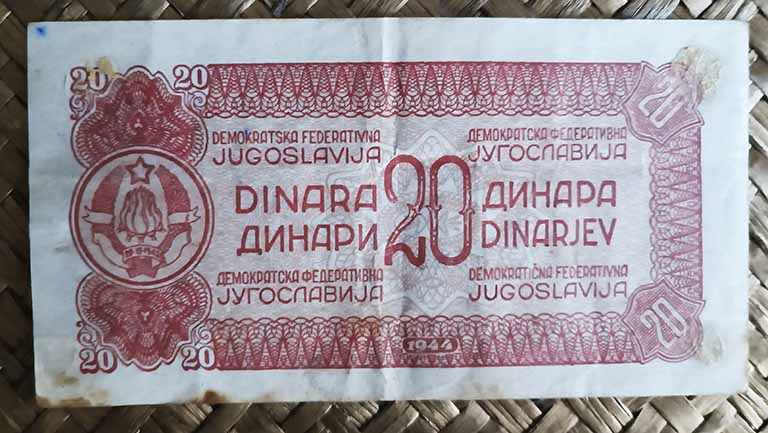 20 20
20
DEMOKRATSKA FEDERATIVNA
JUGOSLAVIJA
ДЕМОКРАТСКА ФЕДЕРАТИВНА
ЈУГОСЛАВИЈА
DINARA
ДИНАРИ
20
ДИНАРА
DINARJEV
ДЕМОКРАТСКА ФЕДЕРАТИВНА
ЈУГОСЛАВИЈА
DEMOKRATIČNA FEDERATIVNA
JUGOSLAVIJA
20
20 20
1944